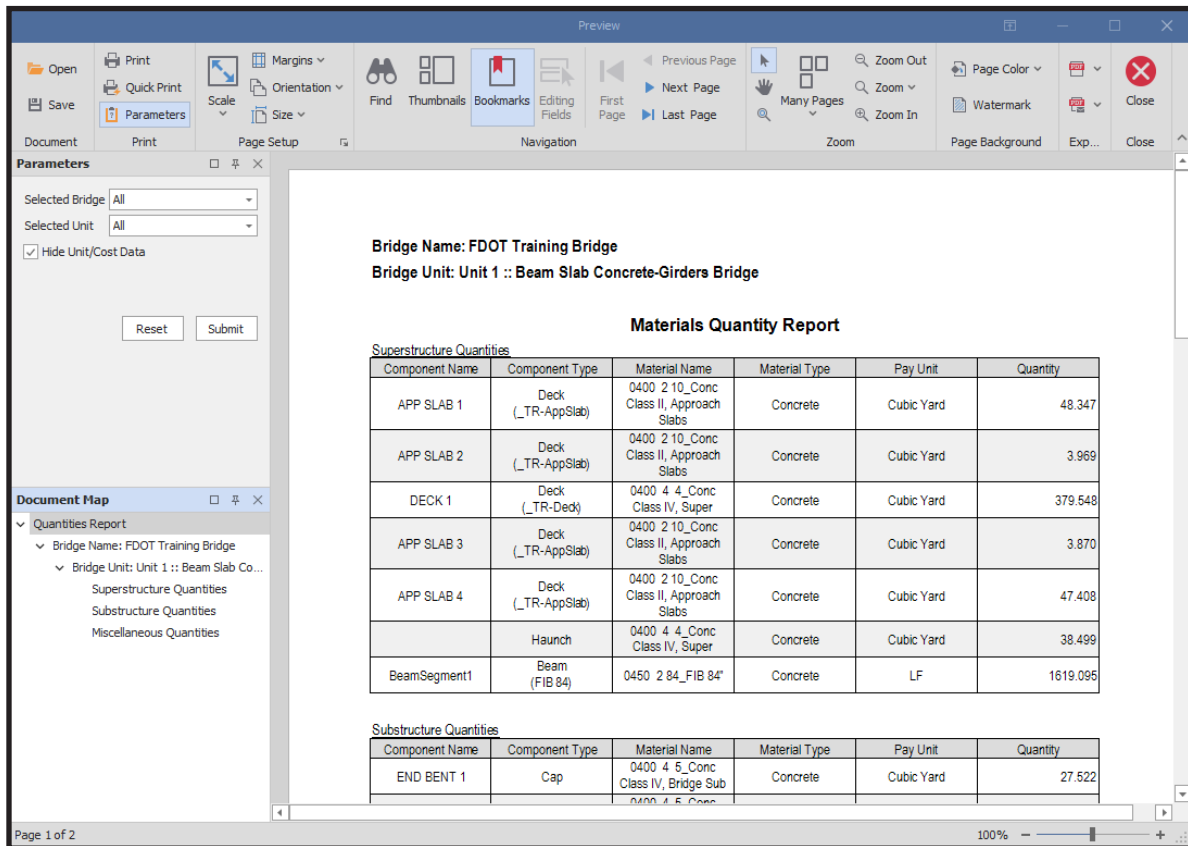 Preview
Open
Save
Document
Print
Quick Print
Parameters
Print
Scale
Margins
Orientation
Size
Page Setup
Find
Thumbnails
Bookmarks
Editing
Fields
First
Page
Previous Page
Next Page
Last Page
Navigation
Many Pages
Zoom Out
Zoom
Zoom In
Zoom
Page Color
Watermark
Page Background
PDF
PDF
Exp...
Close
Close
Parameters
Selected Bridge All
Selected Unit All
Hide Unit/Cost Data
Reset Submit
Document Map
Quantities Report
Bridge Name: FDOT Training Bridge
Bridge Unit: Unit 1 :: Beam Slab Co...
Superstructure Quantities
Substructure Quantities
Miscellaneous Quantities
Bridge Name: FDOT Training Bridge
Bridge Unit: Unit 1 :: Beam Slab Concrete-Girders Bridge
Materials Quantity Report
Superstructure Quantities
Component Name Component Type Material Name Material Type Pay Unit Quantity
APP SLAB 1
Deck
(_TR-AppSlab)
0400 2 10_Conc
Class II, Approach
Slabs
Concrete Cubic Yard 48.347
APP SLAB 2
Deck
(_TR-AppSlab)
0400 2 10_Conc
Class II, Approach
Slabs
Concrete Cubic Yard 3.969
DECK 1
Deck
(_TR-Deck)
0400 4 4_Conc
Class IV, Super
Concrete Cubic Yard 379.548
APP SLAB 3
Deck
(_TR-AppSlab)
0400 2 10_Conc
Class II, Approach
Slabs
Concrete Cubic Yard 3.870
APP SLAB 4
Deck
(_TR-AppSlab)
0400 2 10_Conc
Class II, Approach
Slabs
Concrete Cubic Yard 47.408
Haunch
0400 4 4_Conc
Class IV, Super
Concrete Cubic Yard 38.499
BeamSegment1
Beam
(FIB 84)
0450 2 84_FIB 84"
Concrete LF 1619.095
Substructure Quantities
Component Name Component Type Material Name Material Type Pay Unit Quantity
END BENT 1 Cap
0400 4 5_Conc
Class IV, Bridge Sub
Concrete Cubic Yard 27.522
0400 4 5_Conc
Page 1 of 2
100%